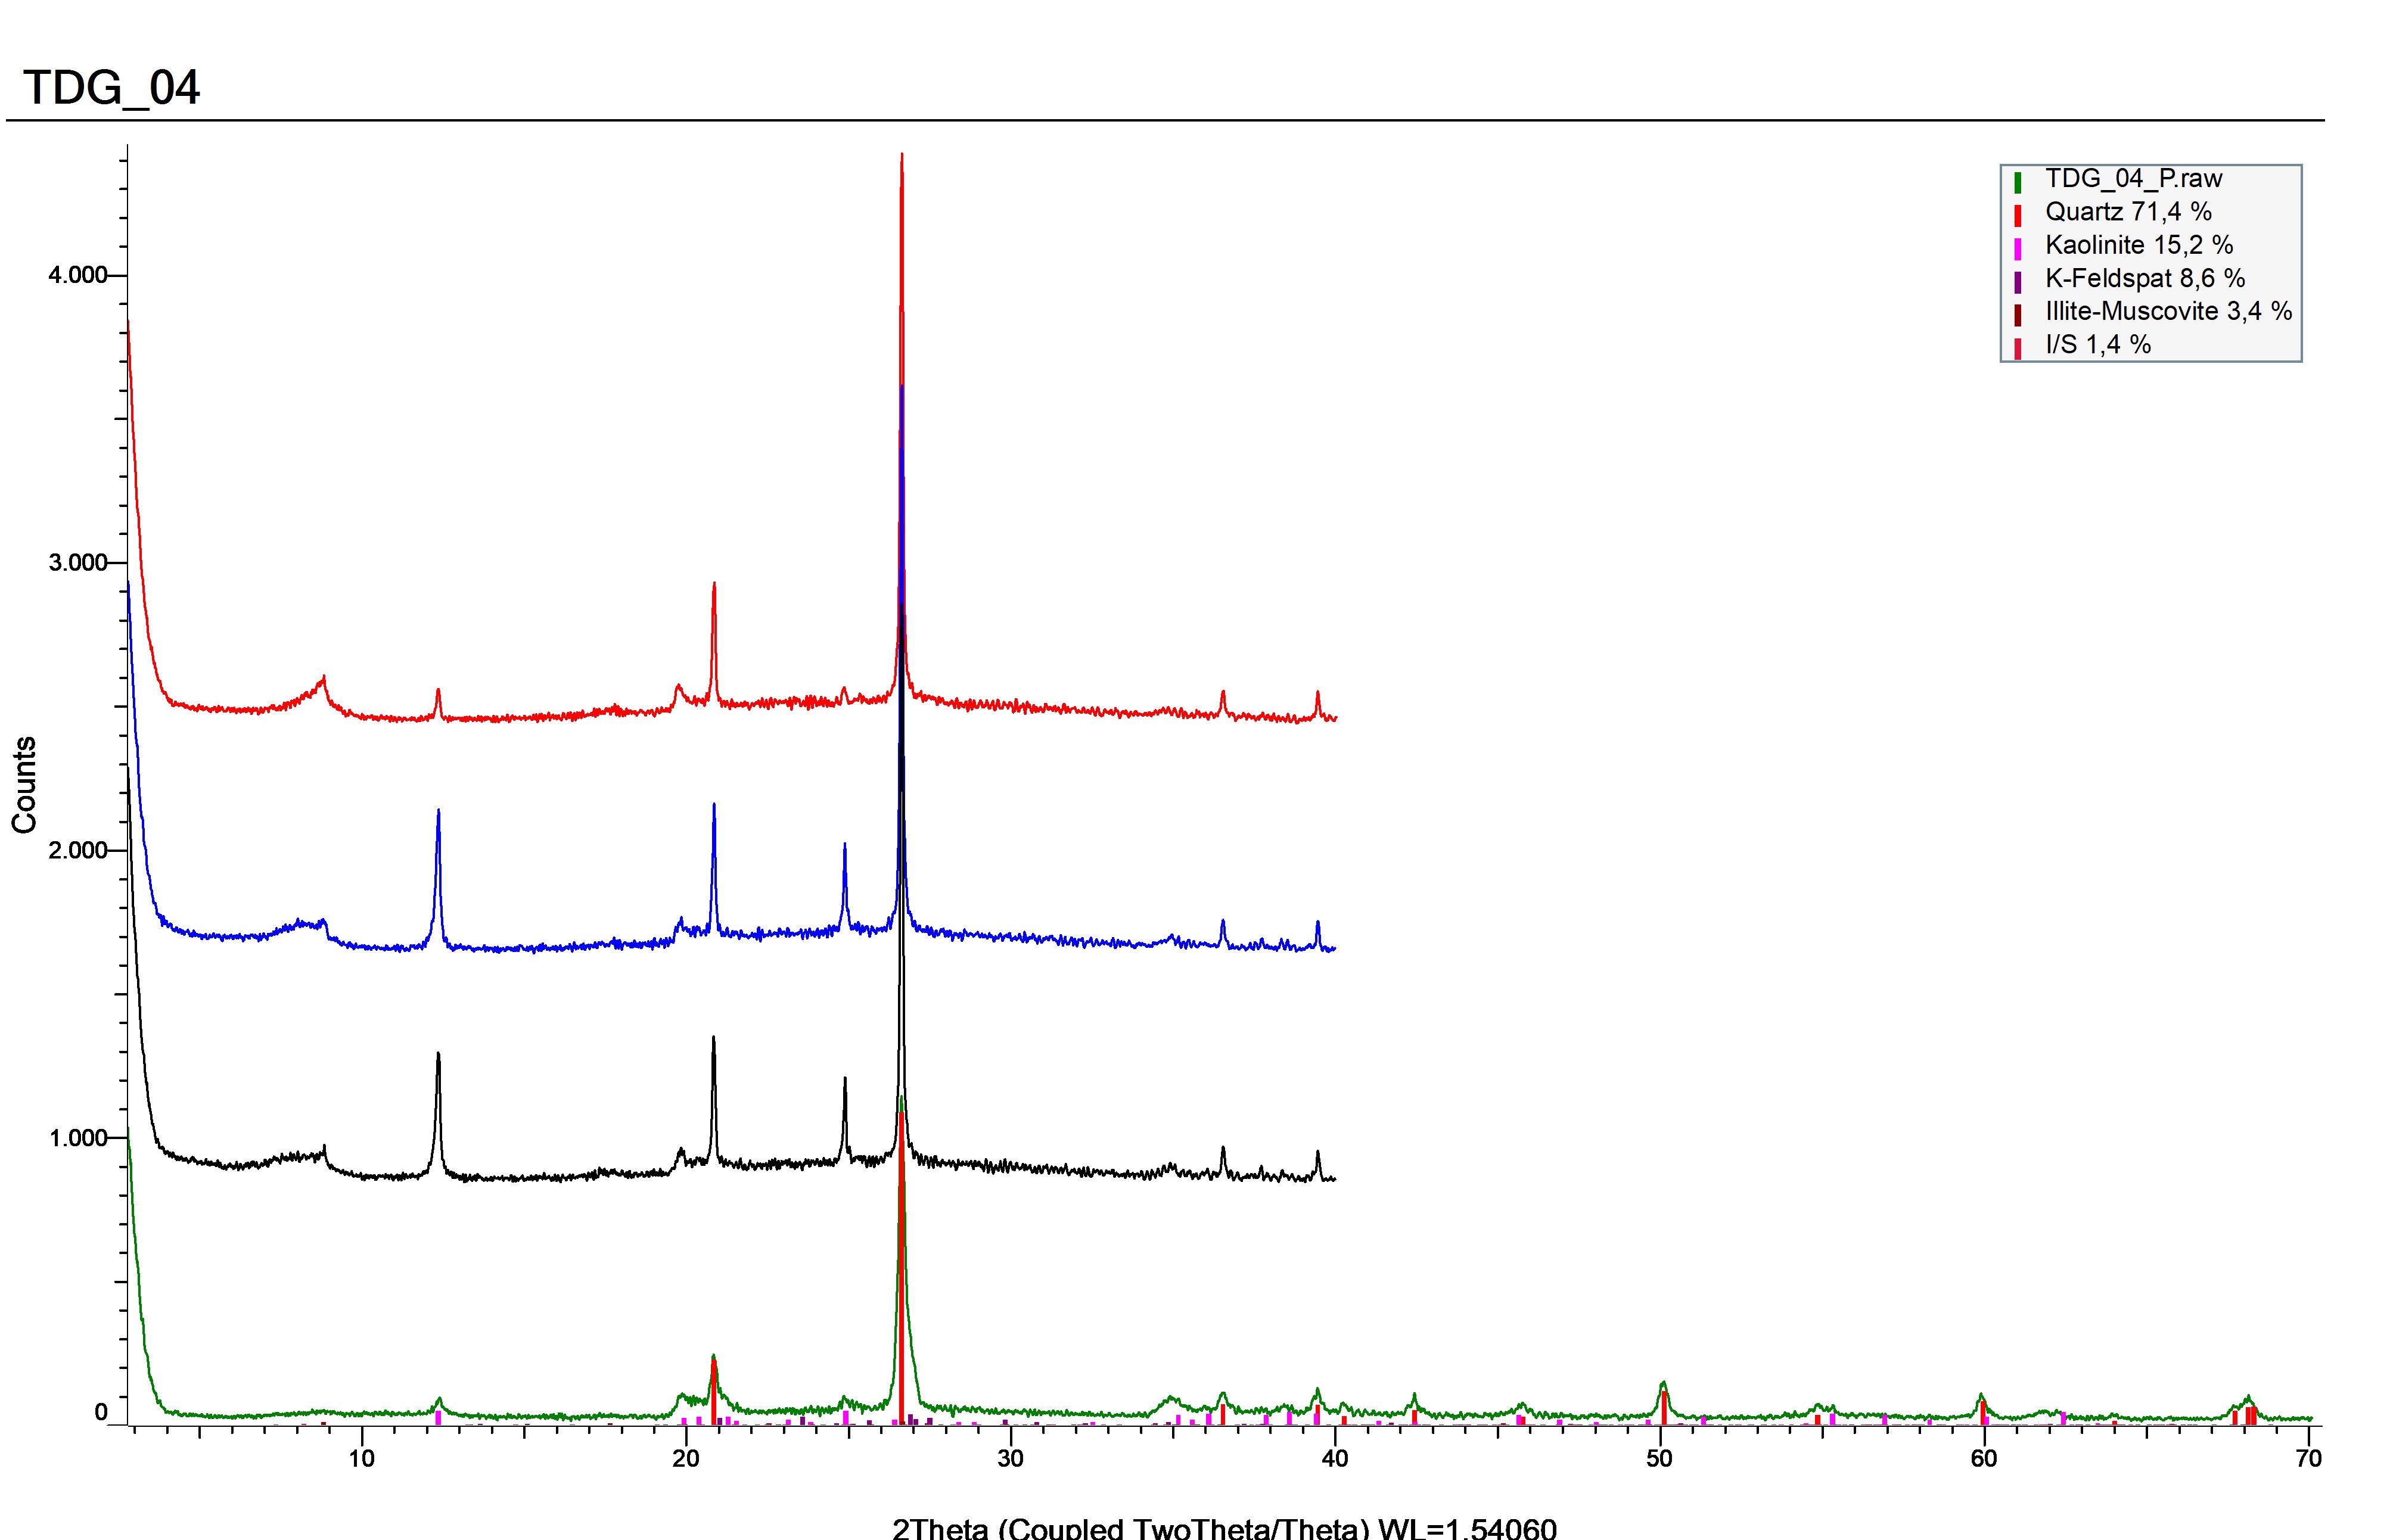 TDG_04
TDG_04_P.raw
Quartz 71,4 %
Kaolinite 15,2 %
K-Feldspat 8,6 %
Illite-Muscovite 3,4 %
I/S 1,4 %
4.000
3.000
2.000
1.000
0
Counts
10 20 30 40 50 60 70
2Theta (Coupled TwoTheta/Theta) WL=1.54060